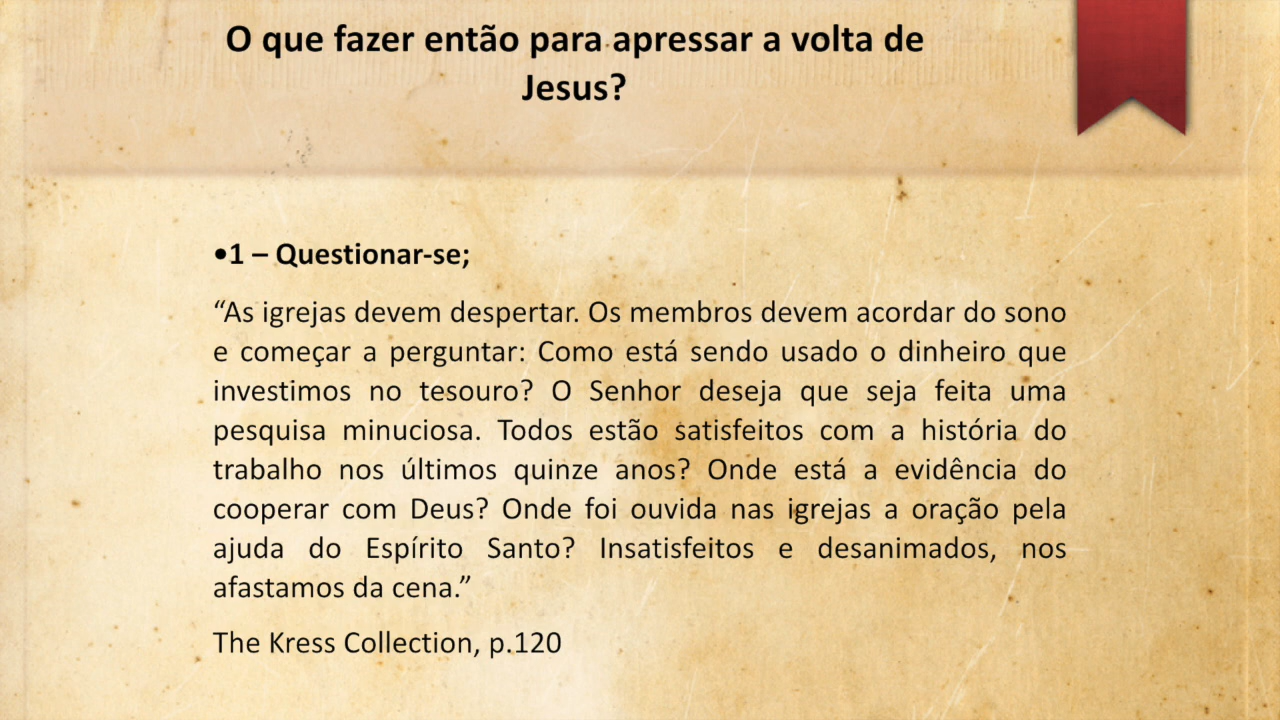 O que fazer então para apressar a volta de
Jesus?
•1 – Questionar-se;
“As igrejas devem despertar. Os membros devem acordar do sono
e começar a perguntar: Como está sendo usado o dinheiro que
investimos no tesouro? O Senhor deseja que seja feita uma
pesquisa minuciosa. Todos estão satisfeitos com a história do
trabalho nos últimos quinze anos? Onde está a evidência do
cooperar com Deus? Onde foi ouvida nas igrejas a oração pela
ajuda do Espírito Santo? Insatisfeitos e desanimados, nos
afastamos da cena.”
The Kress Collection, p.120